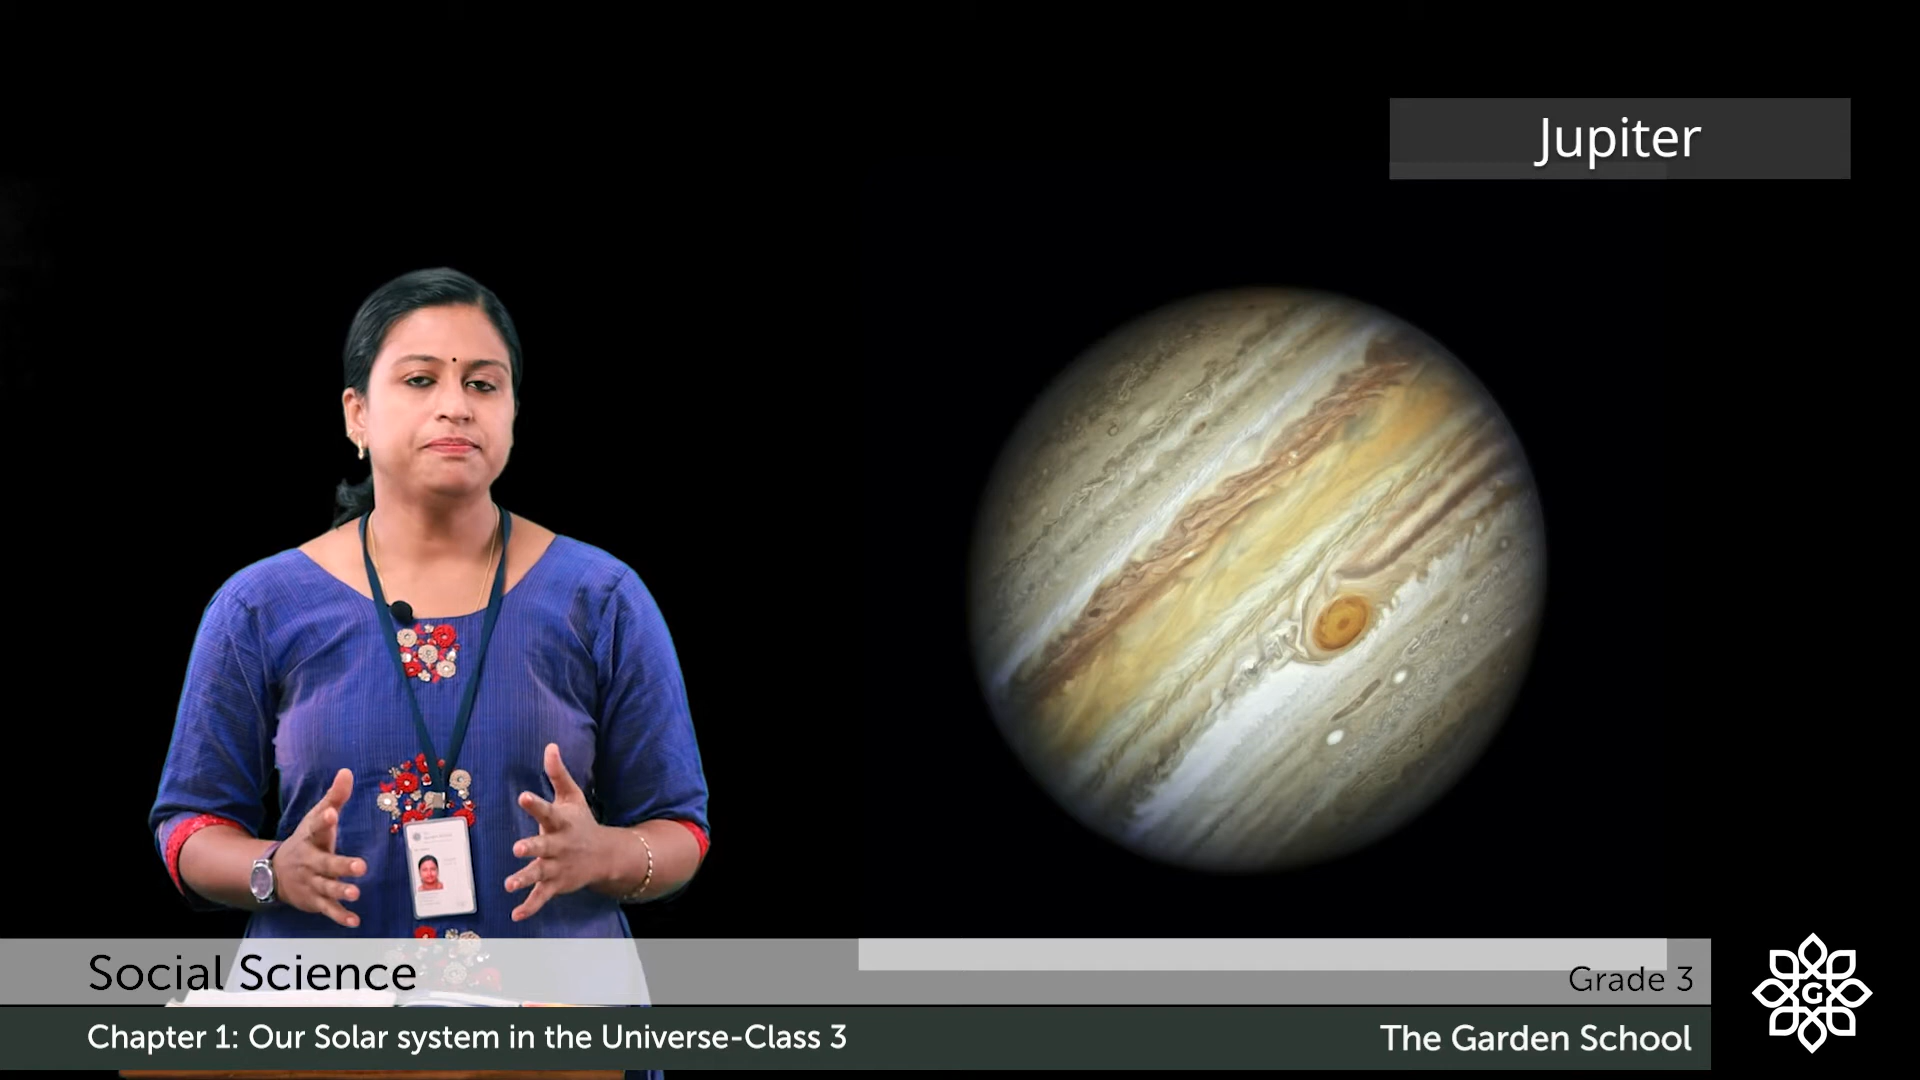 Jupiter
Social Science
Grade 3
Chapter 1: Our Solar system in the Universe-Class 3
The Garden School
G